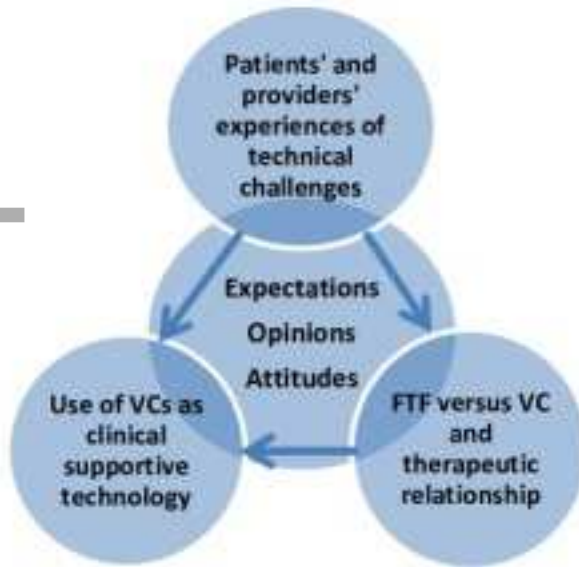 Patients' and
providers'
experiences of
technical
challenges
Expectations
Opinions
Attitudes
Use of VCs as
clinical
supportive
technology
FTF versus VC
and
therapeutic
relationship